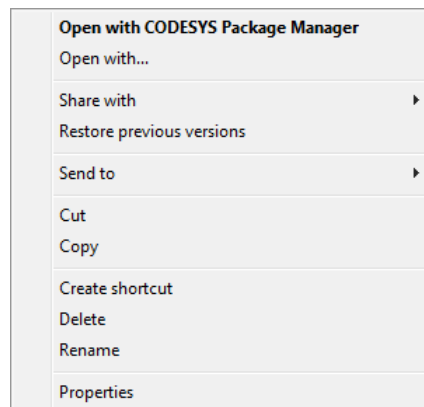 Open with CODESYS Package Manager
Open with...
Share with
Restore previous versions
Send to
Cut
Copy
Create shortcut
Delete
Rename
Properties